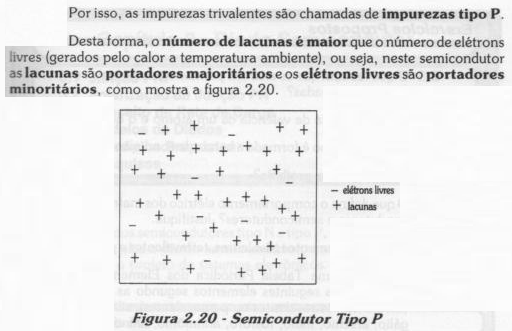 Por isso, as impurezas trivalentes são chamadas de impurezas tipo P.
Desta forma, o número de lacunas é maior que o número de elétrons
livres (gerados pelo calor a temperatura ambiente), ou seja, neste semicondutor
as lacunas são portadores majoritários e os elétrons livres são portadores
minoritários, como mostra a figura 2.20.
– elétrons livres
+ lacunas
Figura 2.20 - Semicondutor Tipo P